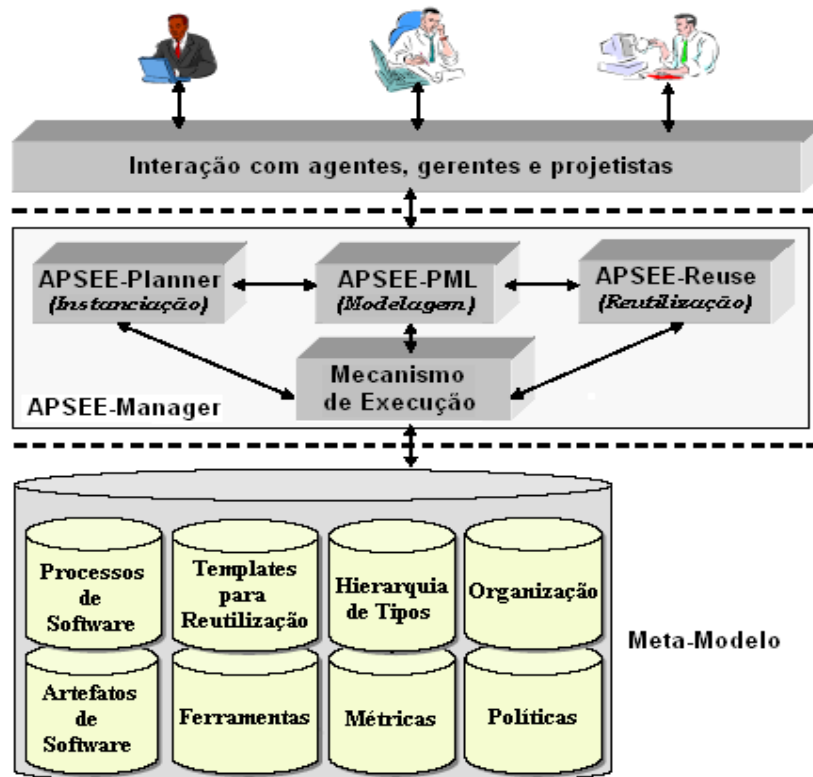 Interação com agentes, gerentes e projetistas
APSEE-Planner
(Instanciação)
APSEE-PML
(Modelagem)
APSEE-Reuse
(Reutilização)
Mecanismo
de Execução
APSEE-Manager
Processos
de
Software
Templates
para
Reutilização
Hierarquia
de Tipos
Organização
Meta-Modelo
Artefatos
de
Software
Ferramentas
Métricas
Políticas